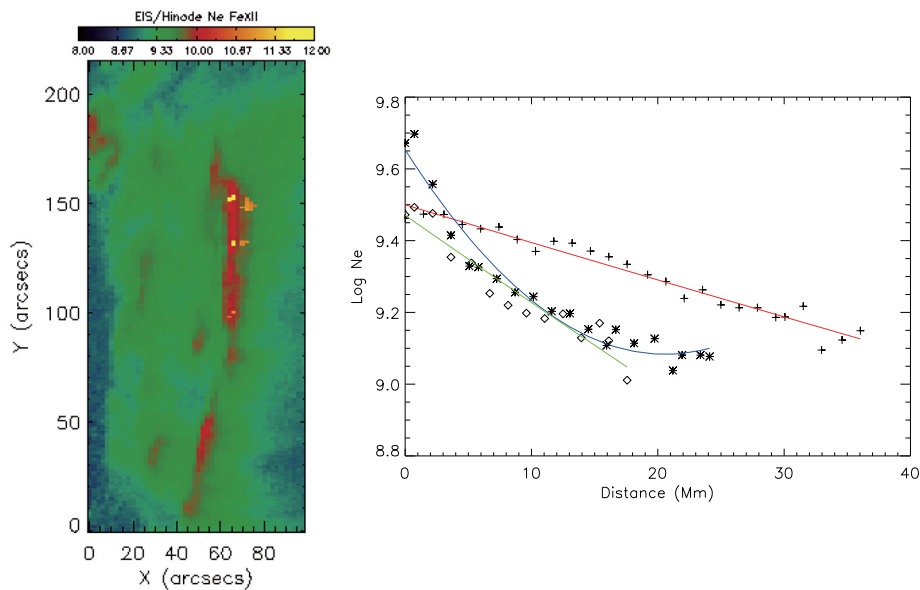 EIS/Hinode Ne FeXII
8.00 8.67 9.33 10.00 10.67 11.33 12.00
200
150
100
50
0
Y (arcsecs)
0 20 40 60 80
X (arcsecs)
9.8
9.6
9.4
9.2
9.0
8.8
Log Ne
0 10 20 30 40
Distance (Mm)